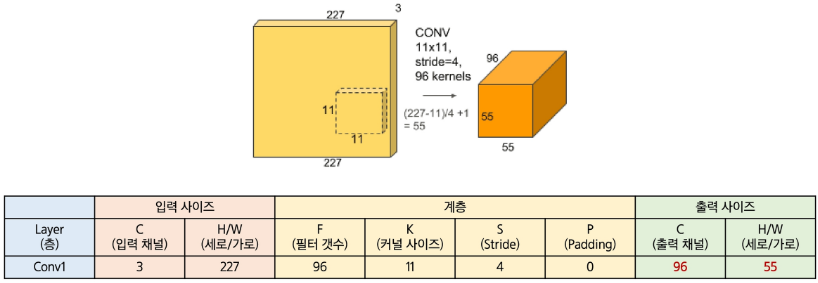 227
3
CONV
11x11,
stride=4,
96 kernels
(227-11)/4 +1
= 55
11
11
227
96
55
55
입력 사이즈 계층 출력 사이즈
Layer (층) C (입력 채널) H/W (세로/가로) F (필터 갯수) K (커널 사이즈) S (Stride) P (Padding) C (출력 채널) H/W (세로/가로)
Conv1 3 227 96 11 4 0 96 55